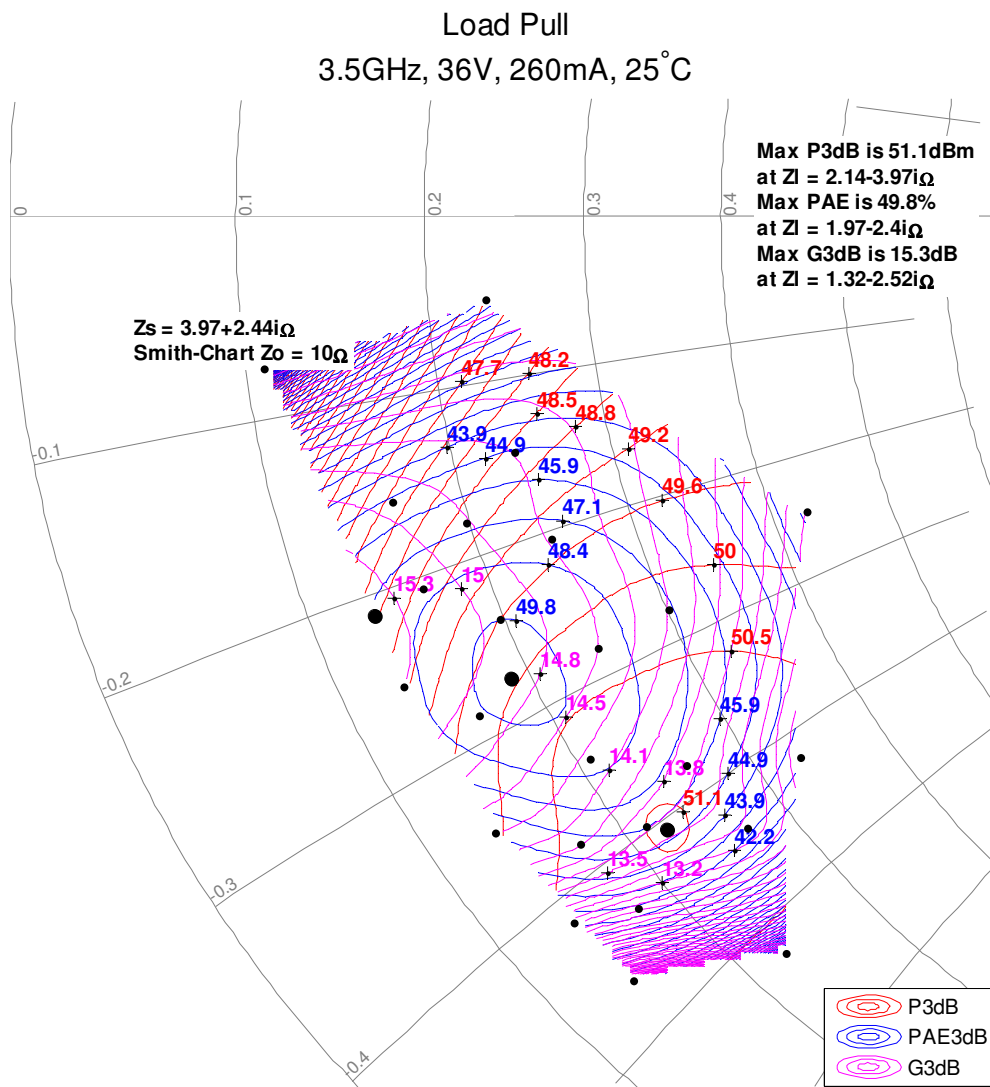 Load Pull
3.5GHz, 36V, 260mA, 25°C
Max P3dB is 51.1dBm
at Zl = 2.14-3.97iΩ
Max PAE is 49.8%
at Zl = 1.97-2.4iΩ
Max G3dB is 15.3dB
at Zl = 1.32-2.52iΩ
0
0.1
0.2
0.3
0.4
Zs = 3.97+2.44iΩ
Smith-Chart Zo = 10Ω
47.7
48.2
48.5
48.8
49.2
43.9
44.9
45.9
-0.1
49.6
47.1
50
48.4
15.3
15
49.8
50.5
14.8
-0.2
14.5
45.9
14.1
13.8
44.9
51.1
43.9
42.2
13.5
13.2
-0.3
-0.4
P3dB
PAE3dB
G3dB